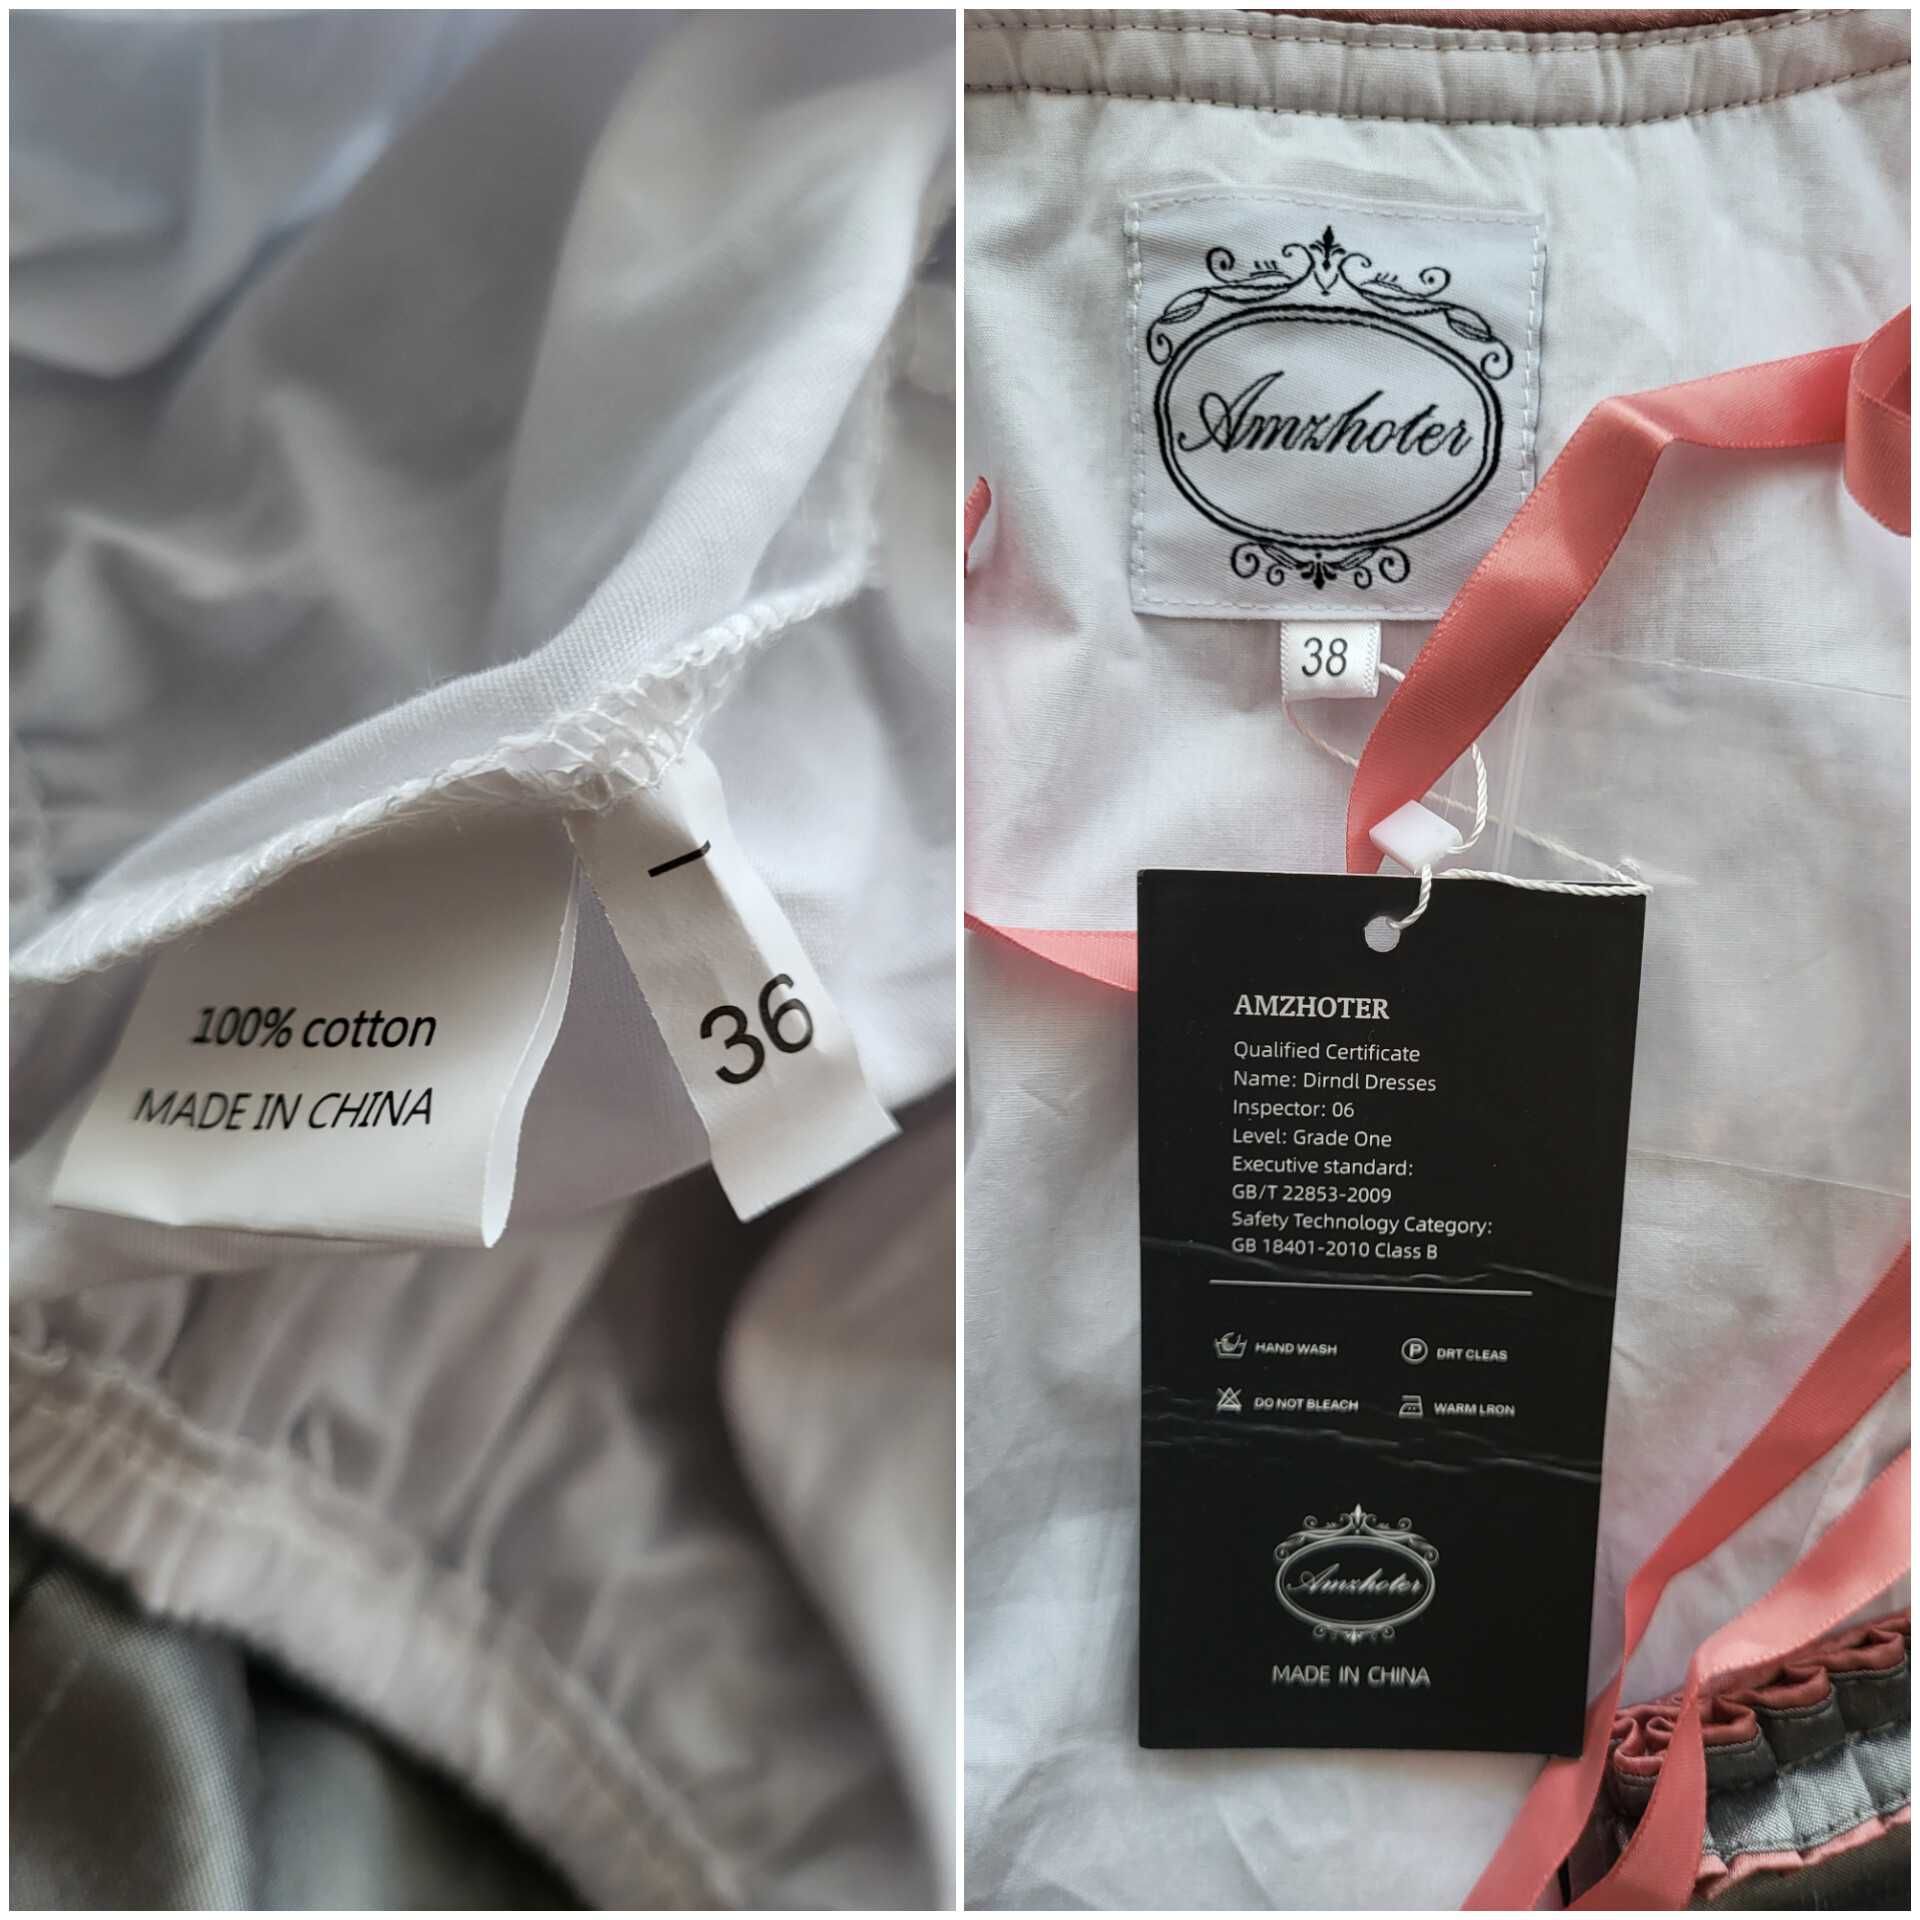 100% cotton
MADE IN CHINA
36
Amzhoter
38
AMZHOTER
Qualified Certificate
Name: Dirndl Dresses
Inspector: 06
Level: Grade One
Executive standard:
GB/T 22853-2009
Safety Technology Category:
GB 18401-2010 Class B
HAND WASH
P DRT CLEAS
DO NOT BLEACH
WARM LRON
Amzhoter
MADE IN CHINA